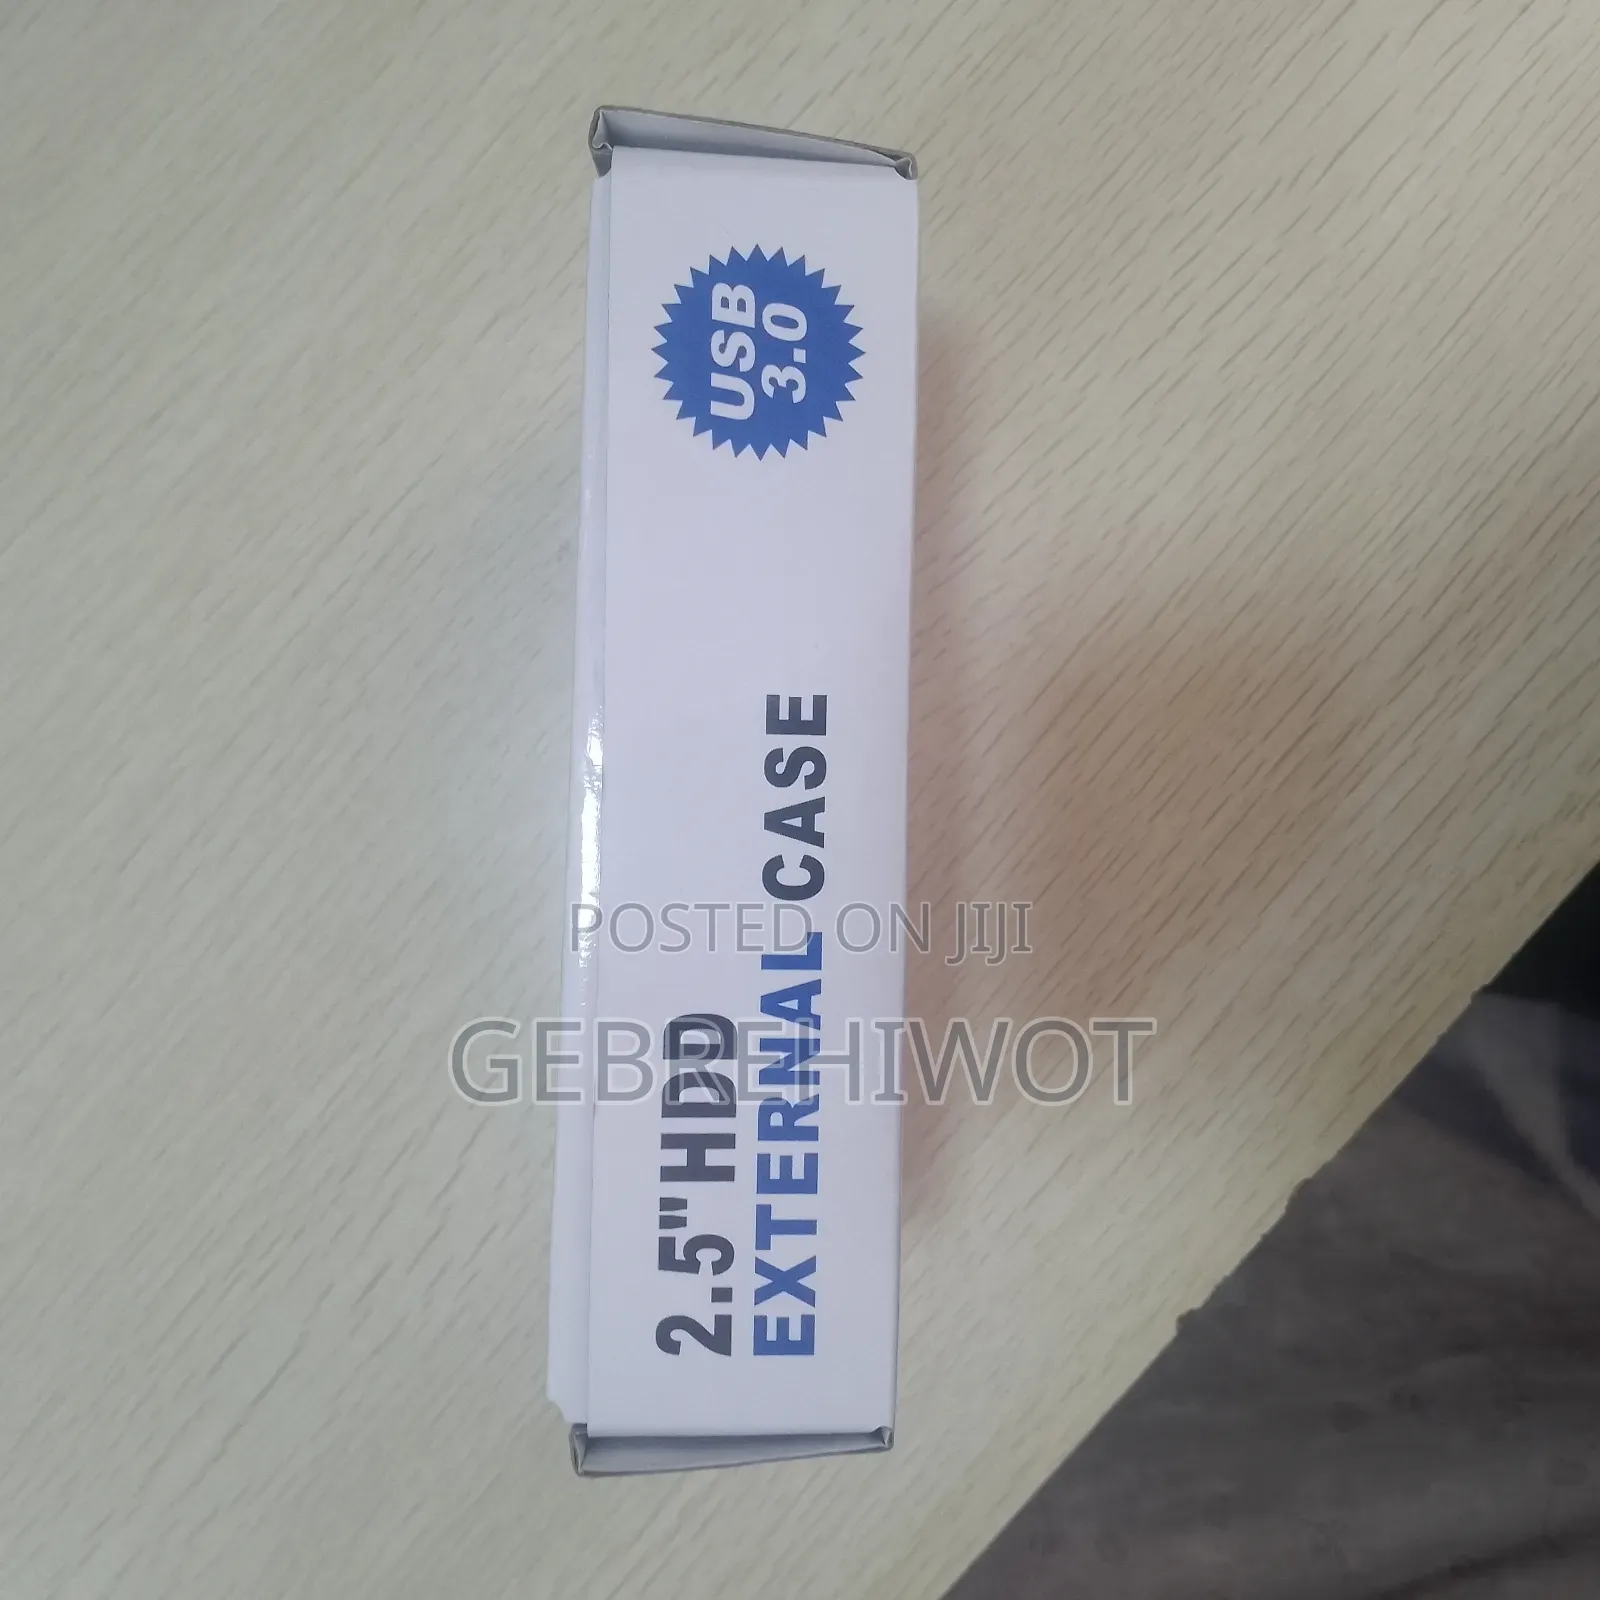 USB
3.0
2.5"HDD
EXTERNAL CASE
POSTED ON JIJI
GEBREHIWOT